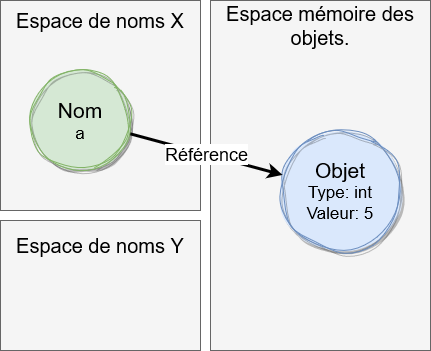 Espace de noms X
Nom
a
Référence
Espace mémoire des
objets.
Objet
Type: int
Valeur: 5
Espace de noms Y